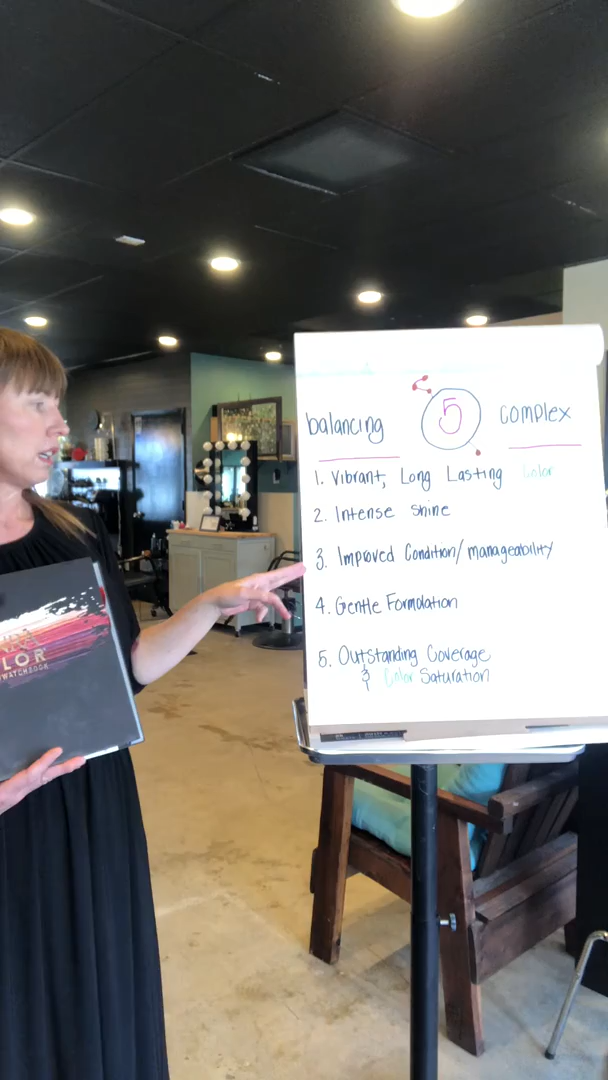 balancing 5 complex
1. Vibrant, Long Lasting Color
2. Intense Shine
3. Improved Condition/manageability
4. Gentle Formulation
5. Outstanding Coverage
& Color Saturation
LOR